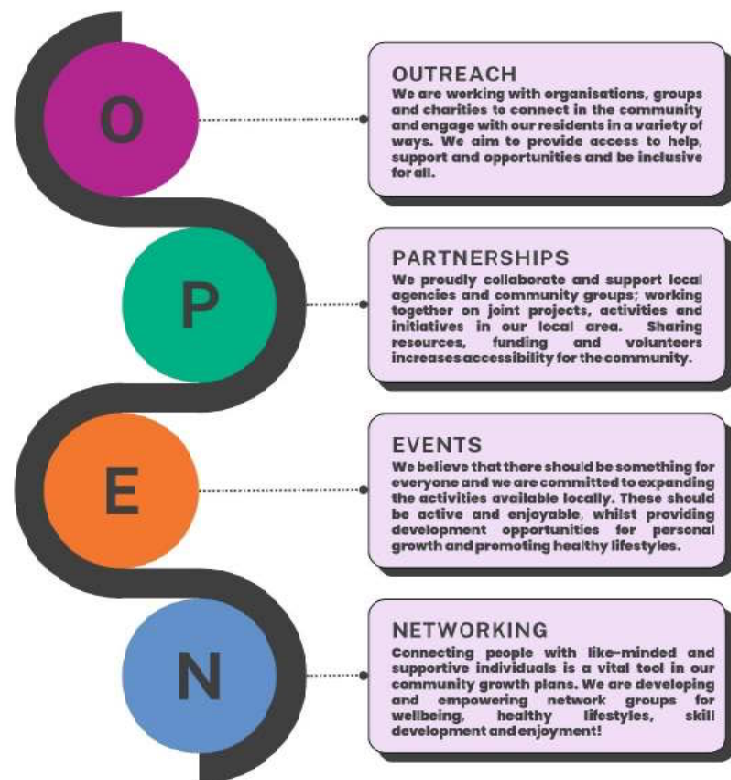 O
OUTREACH
We are working with organisations, groups
and charities to connect in the community
and engage with our residents in a variety of
ways. We aim to provide access to help,
support and opportunities and be inclusive
for all.
P
PARTNERSHIPS
We proudly collaborate and support local
agencies and community groups; working
together on joint projects, activities and
initiatives in our local area. Sharing
resources, funding and volunteers
increases accessibility for the community.
E
EVENTS
We believe that there should be something for
everyone and we are committed to expanding
the activities available locally. These should
be active and enjoyable, whilst providing
development opportunities for personal
growth and promoting healthy lifestyles.
N
NETWORKING
Connecting people with like-minded and
supportive individuals is a vital tool in our
community growth plans. We are developing
and empowering network groups for
wellbeing, healthy lifestyles, skill
development and enjoyment!